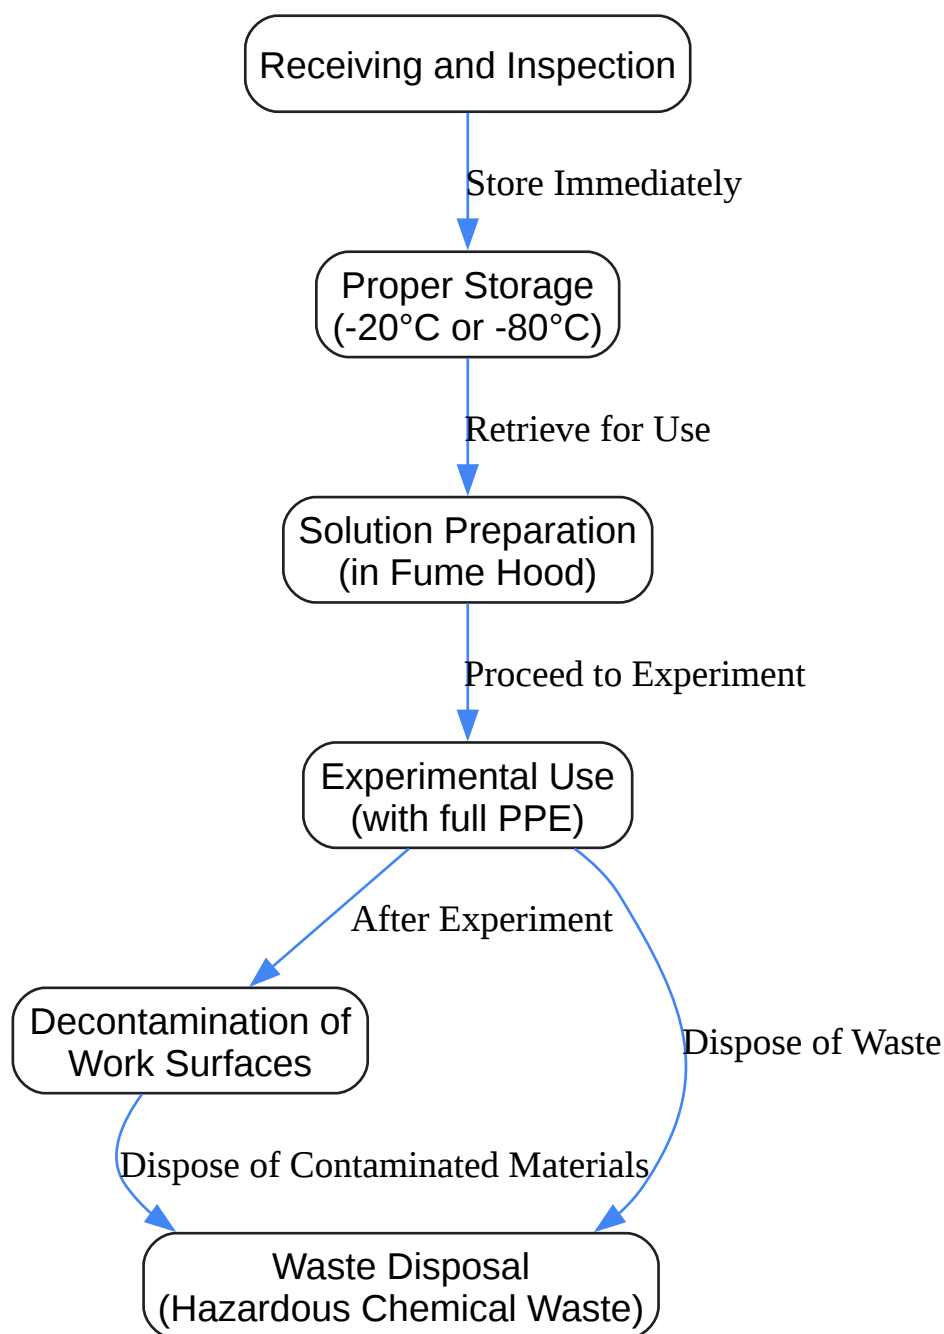 Receiving and Inspection
Store Immediately
Proper Storage
(-20°C or -80°C)
Retrieve for Use
Solution Preparation
(in Fume Hood)
Proceed to Experiment
Experimental Use
(with full PPE)
After Experiment
Decontamination of
Work Surfaces
Dispose of Waste
Dispose of Contaminated Materials
Waste Disposal
(Hazardous Chemical Waste)